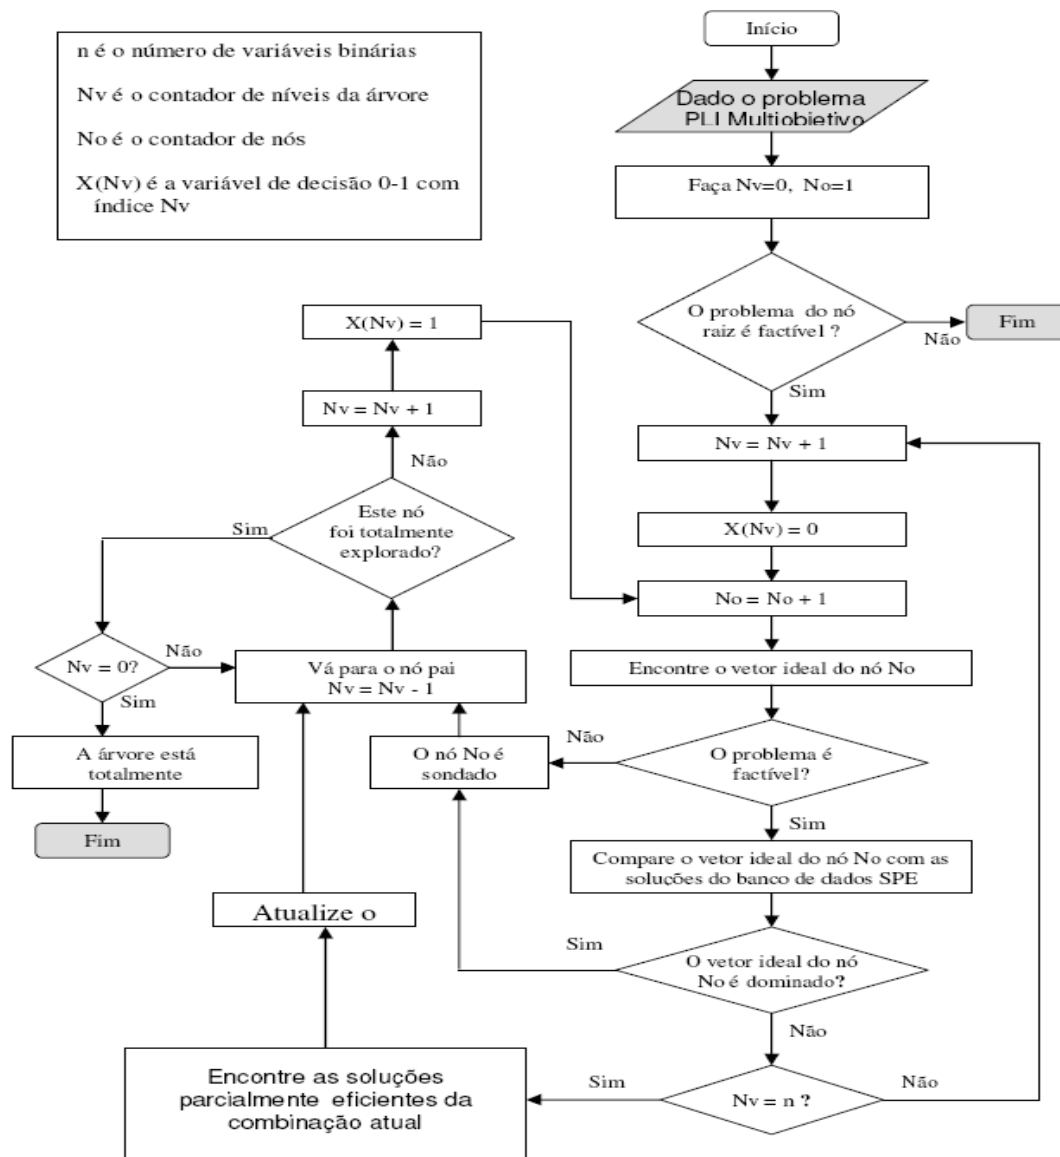 n é o número de variáveis binárias
Nv é o contador de níveis da árvore
No é o contador de nós
X(Nv) é a variável de decisão 0-1 com
índice Nv
Início
Dado o problema
PLI Multiobjetivo
Faça Nv=0, No=1
O problema do nó
raiz é factível ?
Não
Fim
Sim
Nv = Nv + 1
X(Nv) = 0
No = No + 1
Encontre o vetor ideal do nó No
O problema é
factível?
Não
Sim
Compare o vetor ideal do nó No com as
soluções do banco de dados SPE
O vetor ideal do nó
No é dominado?
Sim
Não
Nv = n ?
Não
Sim
Encontre as soluções
parcialmente eficientes da
combinação atual
Atualize o
O nó No é
sondado
Vá para o nó pai
Nv = Nv - 1
Este nó
foi totalmente
explorado?
Não
Nv = Nv + 1
X(Nv) = 1
Sim
Nv = 0?
Não
Sim
A árvore está
totalmente
Fim